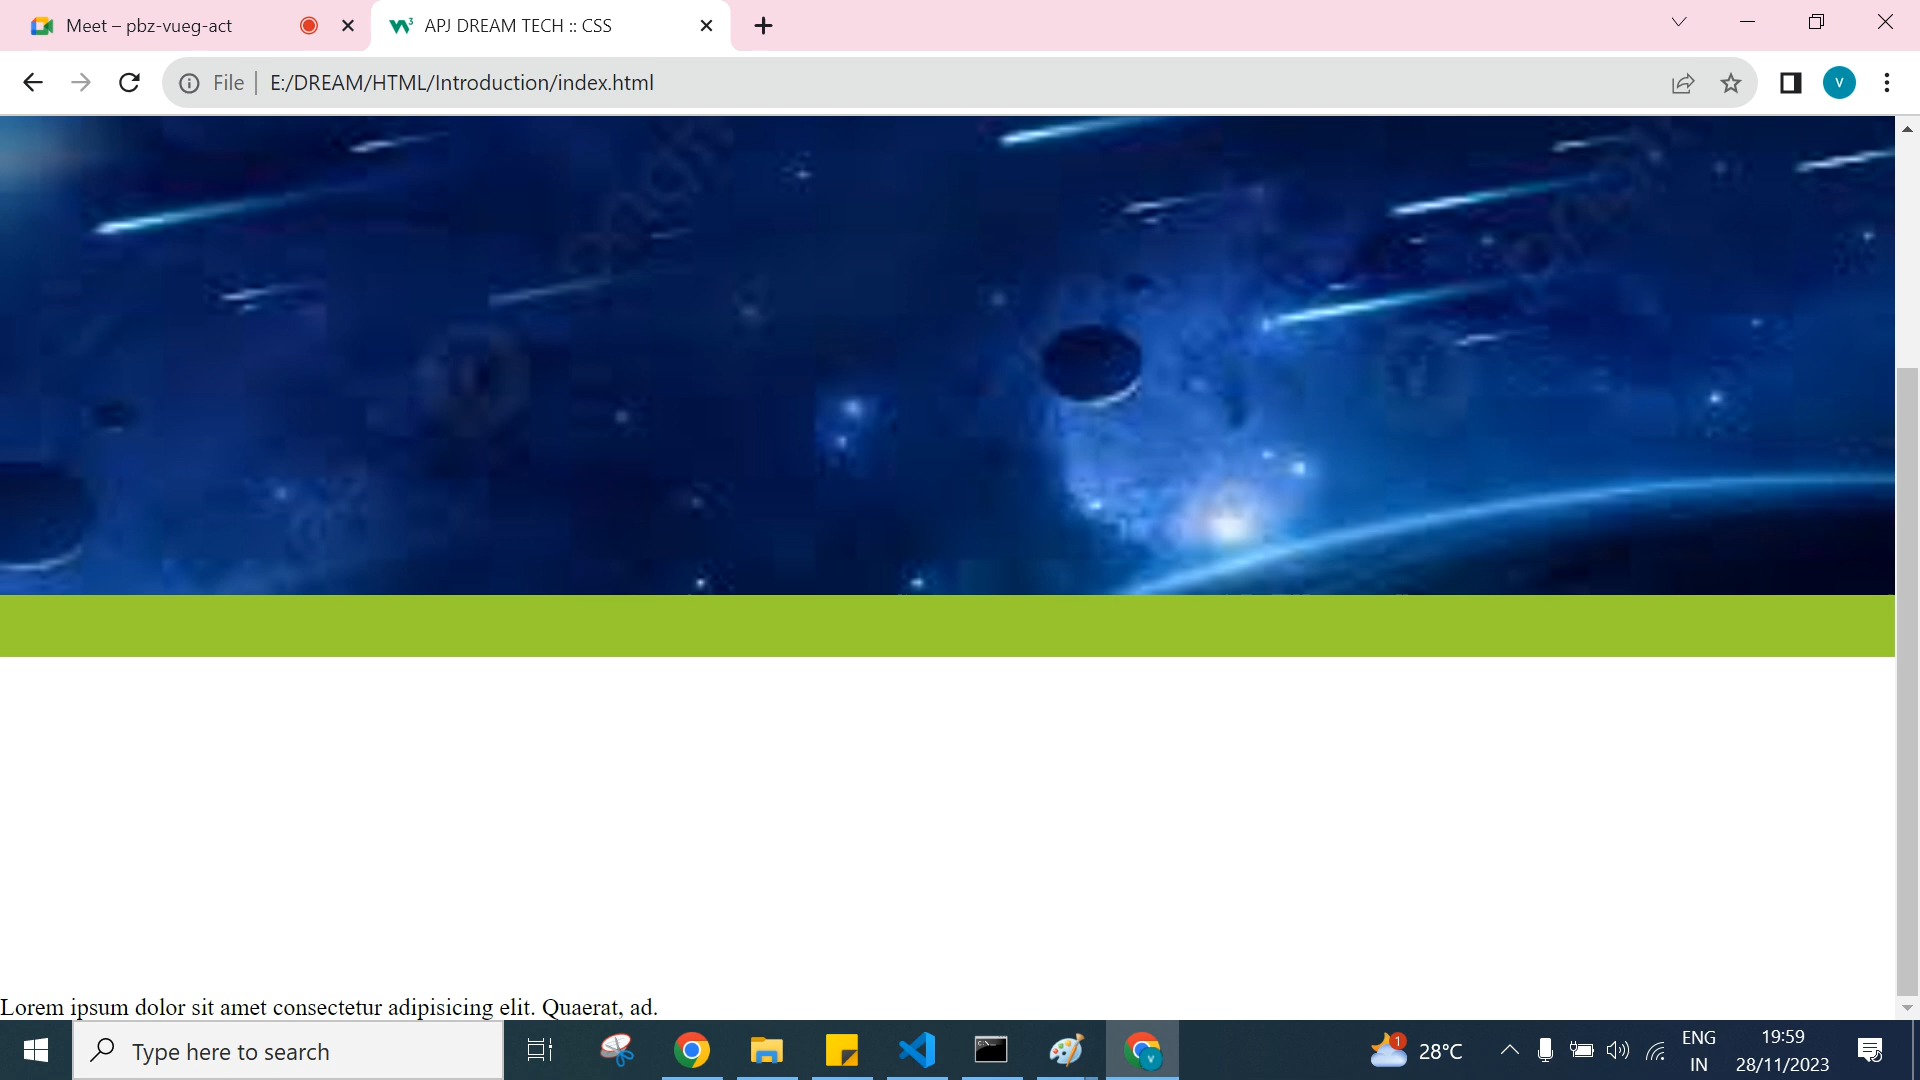 Meet – pbz-vueg-act
APJ DREAM TECH :: CSS
File | E:/DREAM/HTML/Introduction/index.html
V
Lorem ipsum dolor sit amet consectetur adipisicing elit. Quaerat, ad.
Type here to search
V
1
28°C
ENG
IN
19:59
28/11/2023